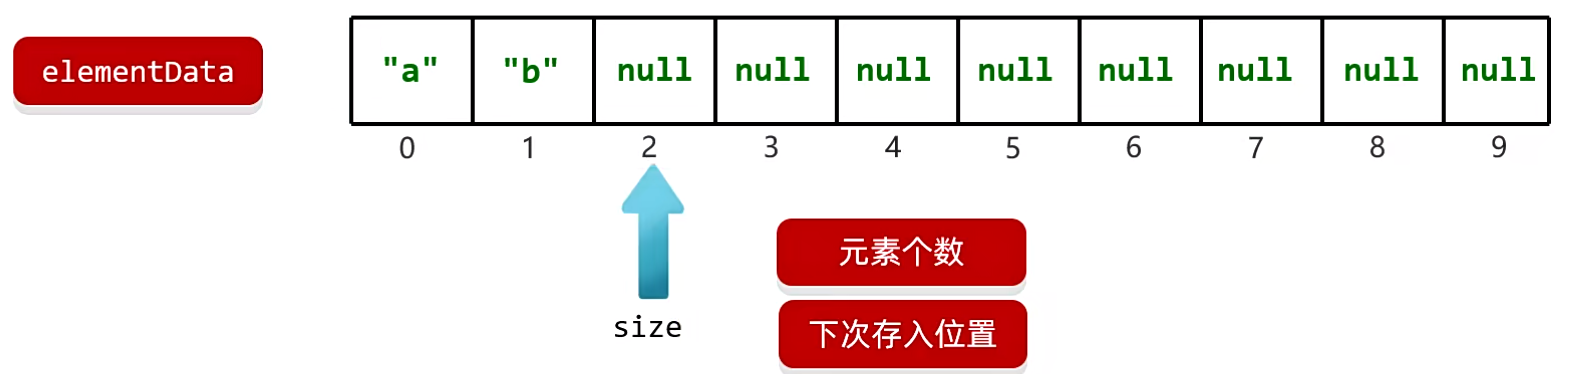 elementData
"a" "b" null null null null null null null null
0 1 2 3 4 5 6 7 8 9
元素个数
size
下次存入位置